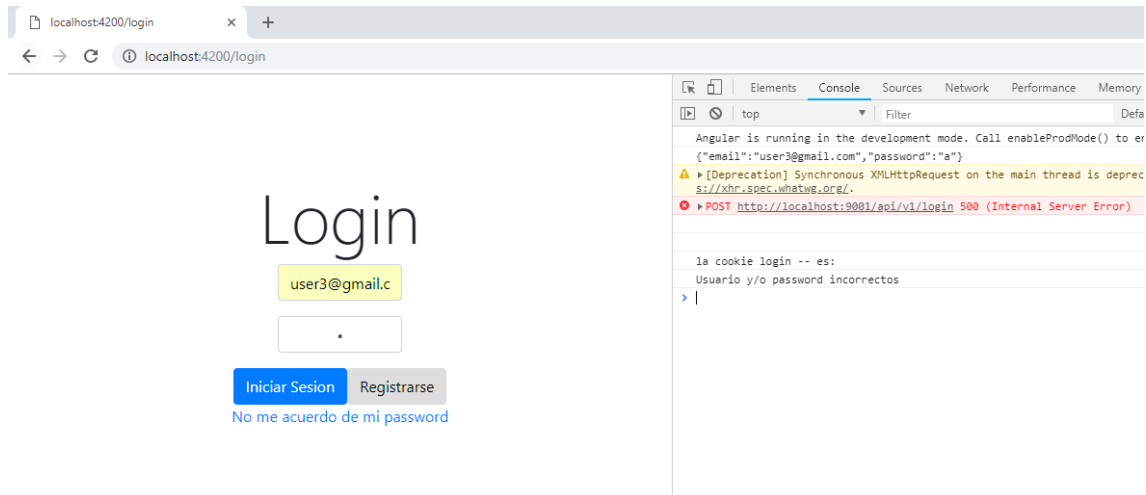 localhost:4200/login
localhost:4200/login
Elements Console Sources Network Performance Memory
top Filter Defa
Angular is running in the development mode. Call enableProdMode() to er
{"email":"user3@gmail.com","password":"a"}
[Deprecation] Synchronous XMLHttpRequest on the main thread is deprec
s://xhr.spec.whatwg.org/.
POST http://localhost:9001/api/v1/login 500 (Internal Server Error)
la cookie login -- es:
Usuario y/o password incorrectos
Login
user3@gmail.c
Iniciar Sesion Registrarse
No me acuerdo de mi password